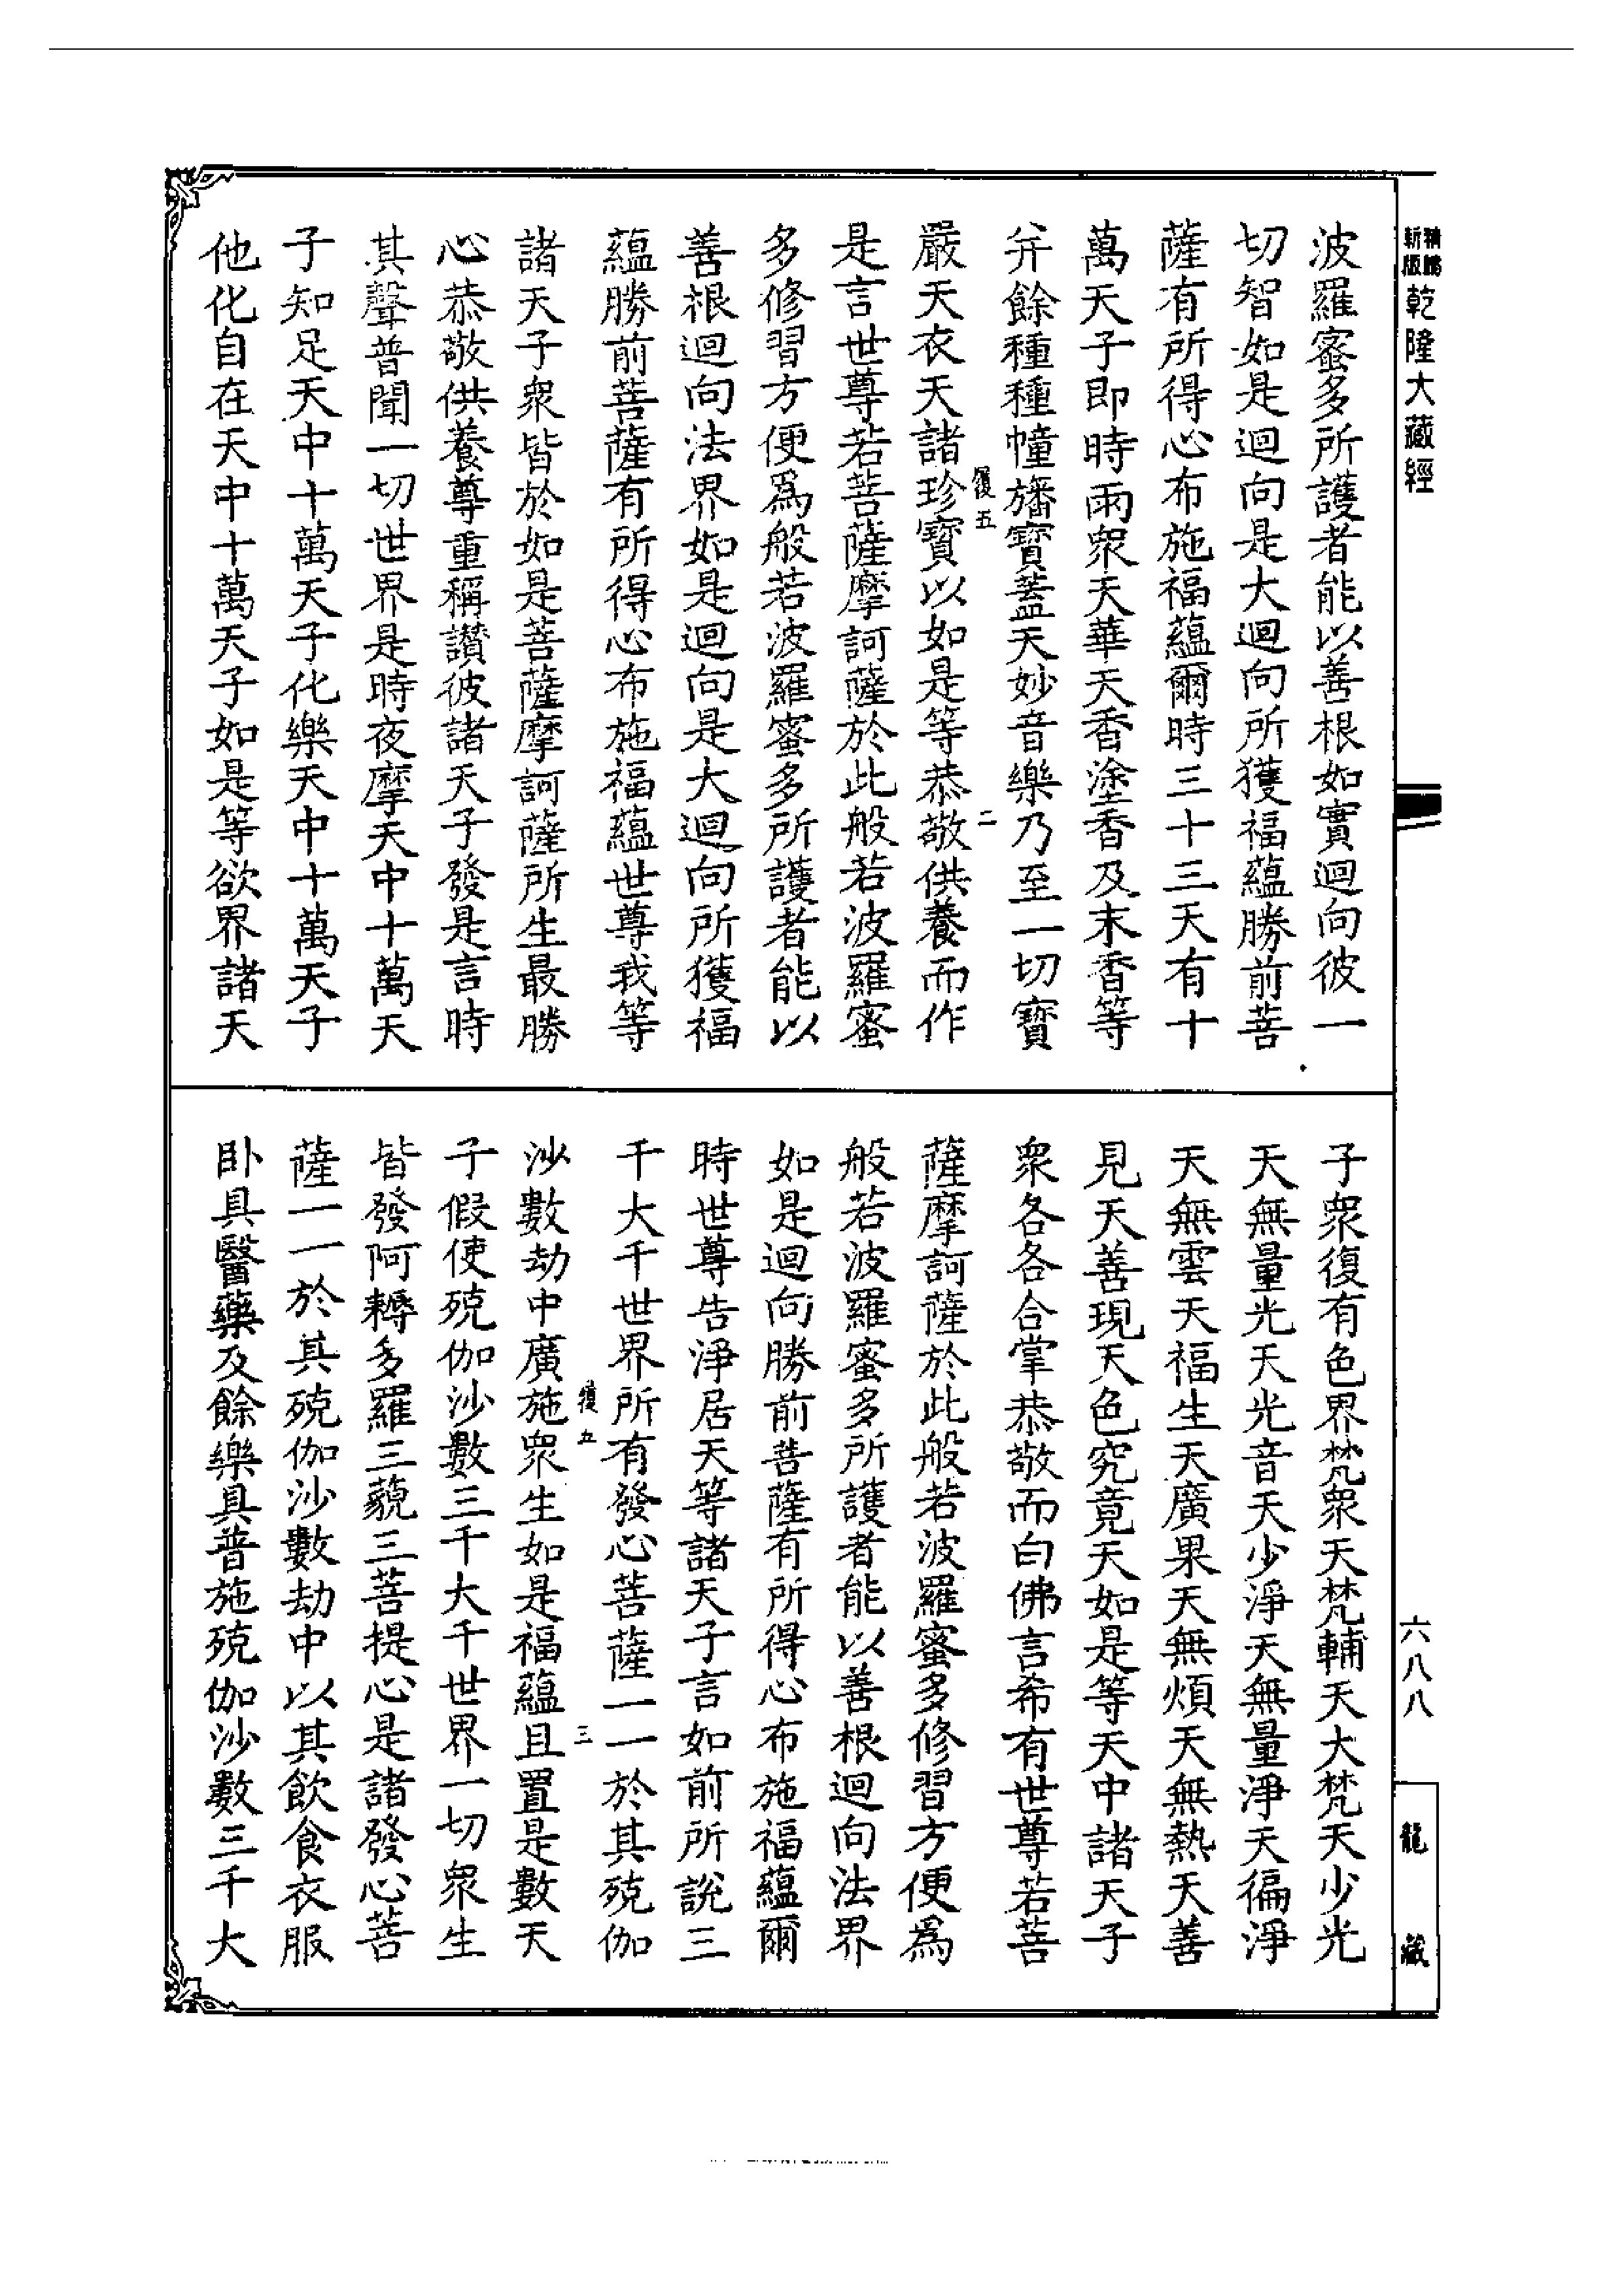 乾隆大藏經
波羅蜜多所護者能以善根如實迴向彼一
切智如是迴向是大迴向所獲福蘊勝前菩
薩有所得心布施福蘊爾時三十三天有十
萬天子即時雨衆天華天香塗香及末香等
并餘種種幢旛寶蓋天妙音樂乃至一切寶
履五 二
嚴天衣天諸珍寶以如是等恭敬供養而作
是言世尊若菩薩摩訶薩於此般若波羅蜜
多修習方便爲般若波羅蜜多所護者能以
善根迴向法界如是迴向是大迴向所獲福
蘊勝前菩薩有所得心布施福蘊世尊我等
諸天子衆皆於如是菩薩摩訶薩所生最勝
心恭敬供養尊重稱讚彼諸天子發是言時
其聲普聞一切世界是時夜摩天中十萬天
子知足天中十萬天子化樂天中十萬天子
他化自在天中十萬天子如是等欲界諸天
子衆復有色界梵衆天梵輔天大梵天少光
天無量光天光音天少淨天無量淨天徧淨
天無雲天福生天廣果天無煩天無熱天善
見天善現天色究竟天如是等天中諸天子
衆各各合掌恭敬而白佛言希有世尊若菩
薩摩訶薩於此般若波羅蜜多修習方便爲
般若波羅蜜多所護者能以善根迴向法界
如是迴向勝前菩薩有所得心布施福蘊爾
時世尊告淨居天等諸天子言如前所說三
千大千世界所有發心菩薩一一於其殑伽
履五 三
沙數劫中廣施衆生如是福蘊且置是數天
子假使殑伽沙數三千大千世界一切衆生
皆發阿耨多羅三藐三菩提心是諸發心菩
薩一一於其殑伽沙數劫中以其飲食衣服
卧具醫藥及餘樂具普施殑伽沙數三千大
六八八
龍藏